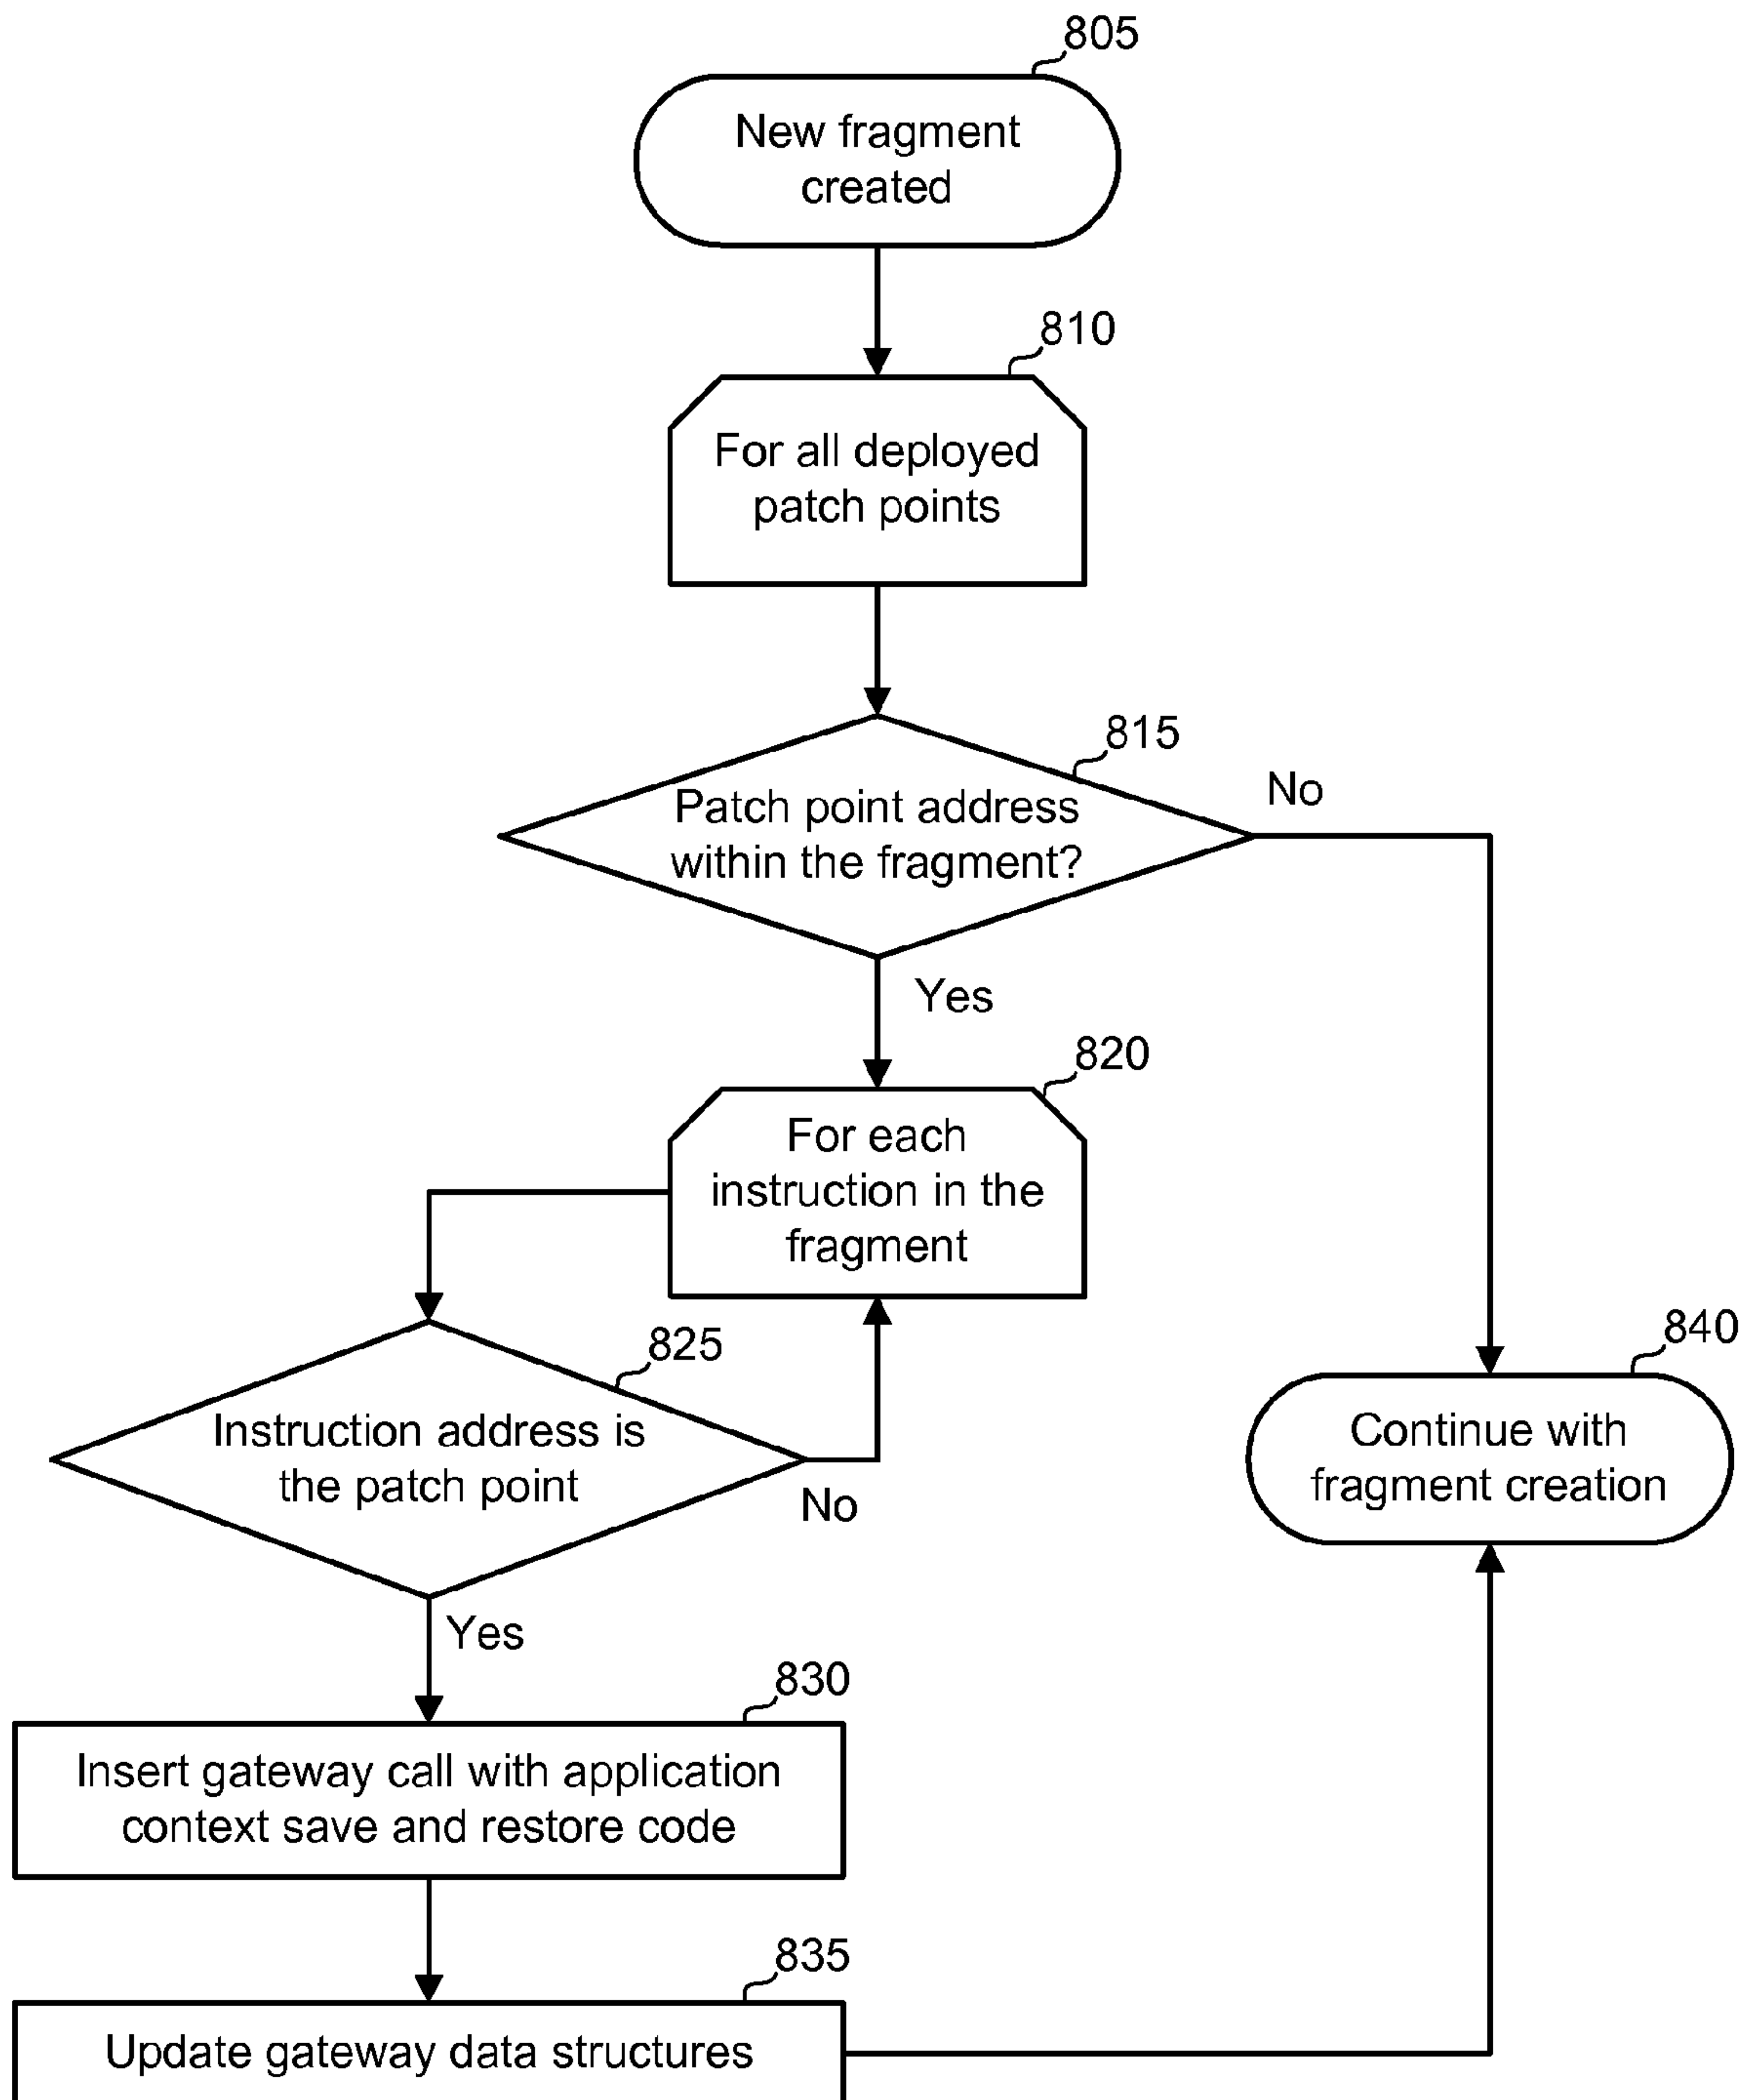 805
New fragment
created
810
For all deployed
patch points
815
Patch point address
within the fragment?
No
Yes
820
For each
instruction in the
fragment
825
Instruction address is
the patch point
No
Yes
840
Continue with
fragment creation
830
Insert gateway call with application
context save and restore code
835
Update gateway data structures